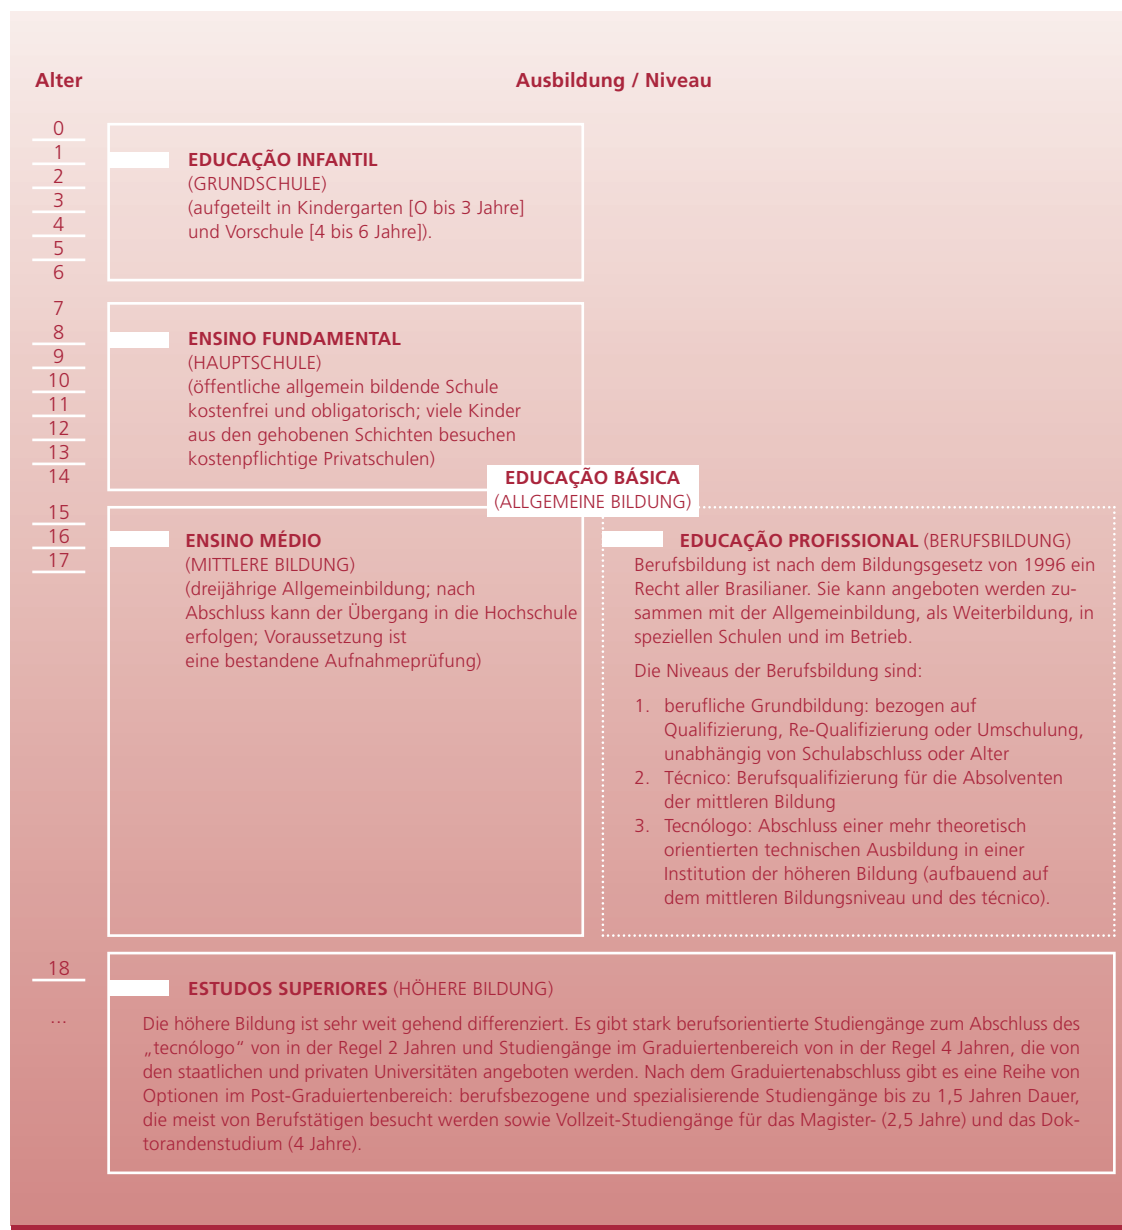 Alter
Ausbildung / Niveau
0
1
2
3
4
5
6
EDUCAÇÃO INFANTIL
(GRUNDSCHULE)
(aufgeteilt in Kindergarten [O bis 3 Jahre]
und Vorschule [4 bis 6 Jahre]).
7
8
9
10
11
12
13
14
ENSINO FUNDAMENTAL
(HAUPTSCHULE)
(öffentliche allgemein bildende Schule
kostenfrei und obligatorisch; viele Kinder
aus den gehobenen Schichten besuchen
kostenpflichtige Privatschulen)
EDUCAÇÃO BÁSICA
(ALLGEMEINE BILDUNG)
15
16
17
ENSINO MÉDIO
(MITTLERE BILDUNG)
(dreijährige Allgemeinbildung; nach
Abschluss kann der Übergang in die Hochschule
erfolgen; Voraussetzung ist
eine bestandene Aufnahmeprüfung)
EDUCAÇÃO PROFISSIONAL (BERUFSBILDUNG)
Berufsbildung ist nach dem Bildungsgesetz von 1996 ein
Recht aller Brasilianer. Sie kann angeboten werden zu-
sammen mit der Allgemeinbildung, als Weiterbildung, in
speziellen Schulen und im Betrieb.
Die Niveaus der Berufsbildung sind:
1. berufliche Grundbildung: bezogen auf
Qualifizierung, Re-Qualifizierung oder Umschulung,
unabhängig von Schulabschluss oder Alter
2. Técnico: Berufsqualifizierung für die Absolventen
der mittleren Bildung
3. Tecnólogo: Abschluss einer mehr theoretisch
orientierten technischen Ausbildung in einer
Institution der höheren Bildung (aufbauend auf
dem mittleren Bildungsniveau und des técnico).
18
...
ESTUDOS SUPERIORES (HÖHERE BILDUNG)
Die höhere Bildung ist sehr weit gehend differenziert. Es gibt stark berufsorientierte Studiengänge zum Abschluss des
„tecnólogo“ von in der Regel 2 Jahren und Studiengänge im Graduiertenbereich von in der Regel 4 Jahren, die von
den staatlichen und privaten Universitäten angeboten werden. Nach dem Graduiertenabschluss gibt es eine Reihe von
Optionen im Post-Graduiertenbereich: berufsbezogene und spezialisierende Studiengänge bis zu 1,5 Jahren Dauer,
die meist von Berufstätigen besucht werden sowie Vollzeit-Studiengänge für das Magister- (2,5 Jahre) und das Dok-
torandenstudium (4 Jahre).